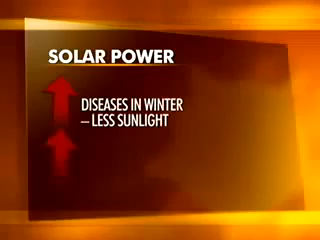 SOLAR POWER
DISEASES IN WINTER
– LESS SUNLIGHT